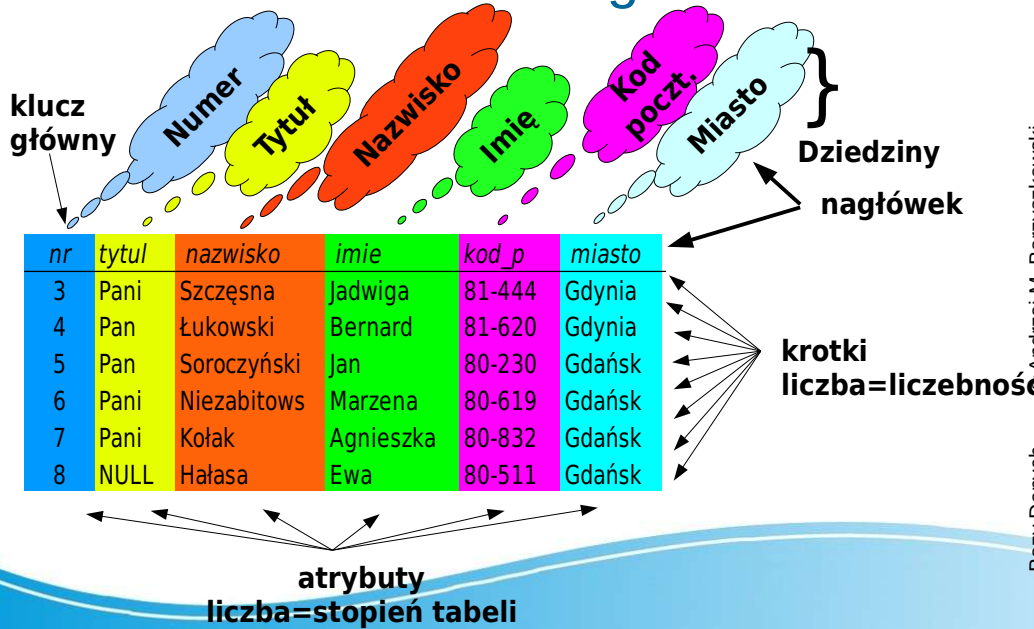 Numer
Tytuł
Nazwisko
Imię
Kod
poczt.
Miasto
}
klucz
główny
Dziedziny
nagłówek
nr tytul nazwisko imie kod_p miasto
3 Pani Szczęsna Jadwiga 81-444 Gdynia
4 Pan Łukowski Bernard 81-620 Gdynia
5 Pan Soroczyński Jan 80-230 Gdańsk
6 Pani Niezabitows Marzena 80-619 Gdańsk
7 Pani Kołak Agnieszka 80-832 Gdańsk
8 NULL Hałasa Ewa 80-511 Gdańsk
krotki
liczba=liczebność
atrybuty
liczba=stopień tabeli